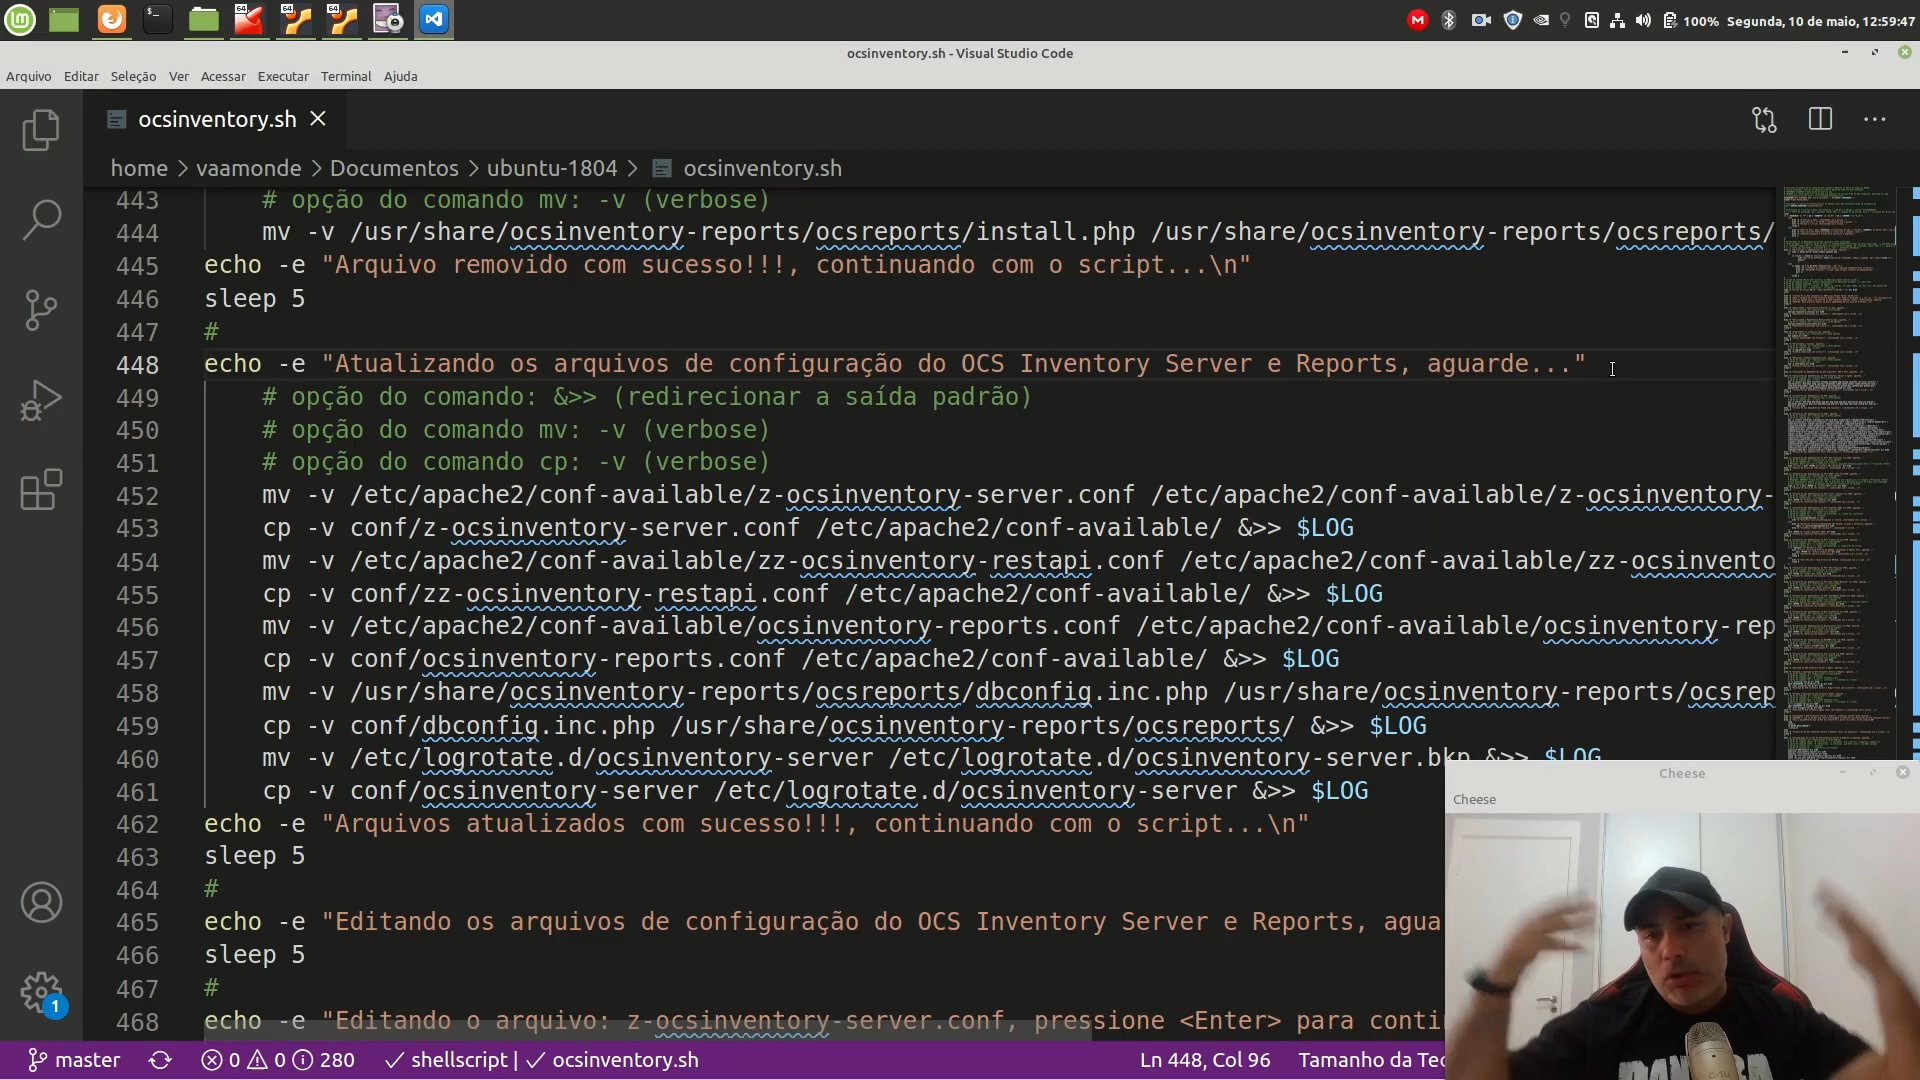 64
64
64
M
100%
Segunda, 10 de maio, 12:59:47
ocsinventory.sh - Visual Studio Code
Arquivo Editar Seleção Ver Acessar Executar Terminal Ajuda
ocsinventory.sh
home > vaamonde > Documentos > ubuntu-1804 > ocsinventory.sh
443 # opção do comando mv: -v (verbose)
444 mv -v /usr/share/ocsinventory-reports/ocsreports/install.php /usr/share/ocsinventory-reports/ocsreports/
445 echo -e "Arquivo removido com sucesso!!!, continuando com o script...\n"
446 sleep 5
447 #
448 echo -e "Atualizando os arquivos de configuração do OCS Inventory Server e Reports, aguarde..."
449 # opção do comando: &>> (redirecionar a saída padrão)
450 # opção do comando mv: -v (verbose)
451 # opção do comando cp: -v (verbose)
452 mv -v /etc/apache2/conf-available/z-ocsinventory-server.conf /etc/apache2/conf-available/z-ocsinventory-
453 cp -v conf/z-ocsinventory-server.conf /etc/apache2/conf-available/ &>> $LOG
454 mv -v /etc/apache2/conf-available/zz-ocsinventory-restapi.conf /etc/apache2/conf-available/zz-ocsinvento
455 cp -v conf/zz-ocsinventory-restapi.conf /etc/apache2/conf-available/ &>> $LOG
456 mv -v /etc/apache2/conf-available/ocsinventory-reports.conf /etc/apache2/conf-available/ocsinventory-rep
457 cp -v conf/ocsinventory-reports.conf /etc/apache2/conf-available/ &>> $LOG
458 mv -v /usr/share/ocsinventory-reports/ocsreports/dbconfig.inc.php /usr/share/ocsinventory-reports/ocsrep
459 cp -v conf/dbconfig.inc.php /usr/share/ocsinventory-reports/ocsreports/ &>> $LOG
460 mv -v /etc/logrotate.d/ocsinventory-server /etc/logrotate.d/ocsinventory-server.bkp &>> $LOG
461 cp -v conf/ocsinventory-server /etc/logrotate.d/ocsinventory-server &>> $LOG
462 echo -e "Arquivos atualizados com sucesso!!!, continuando com o script...\n"
463 sleep 5
464 #
465 echo -e "Editando os arquivos de configuração do OCS Inventory Server e Reports, agua
466 sleep 5
467 #
468 echo -e "Editando o arquivo: z-ocsinventory-server.conf, pressione <Enter> para conti
Cheese
Cheese
1
master 0 0 280 shellscript | ocsinventory.sh Ln 448, Col 96 Tamanho da Tec